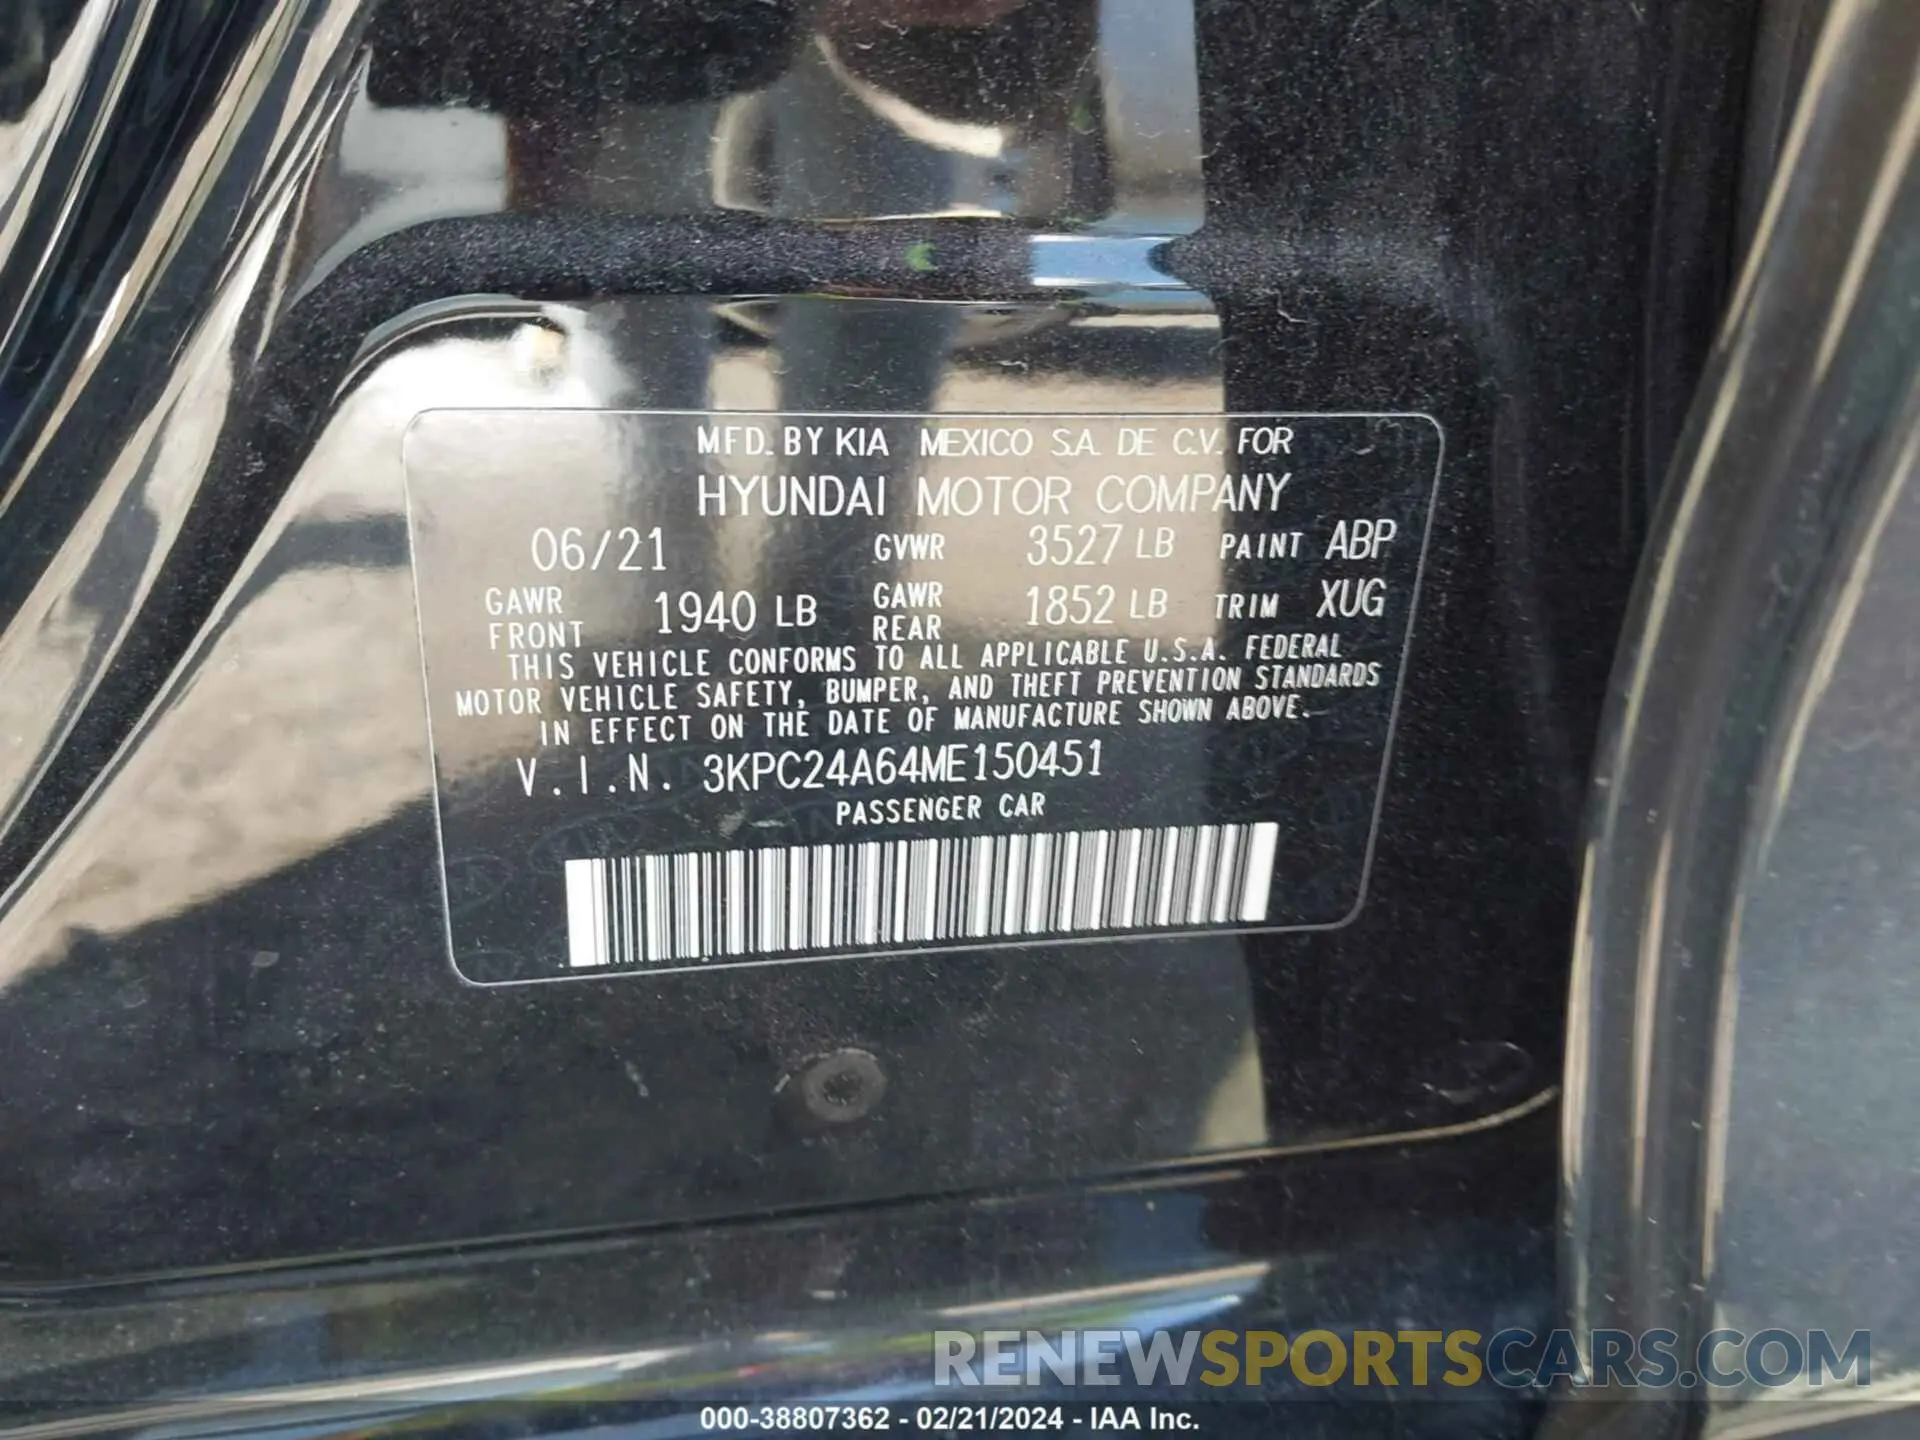 MFD. BY KIA MEXICO S.A. DE C.V. FOR
HYUNDAI MOTOR COMPANY
06/21 GVWR 3527 LB PAINT ABP
GAWR FRONT 1940 LB GAWR REAR 1852 LB TRIM XUG
THIS VEHICLE CONFORMS TO ALL APPLICABLE U.S.A. FEDERAL
MOTOR VEHICLE SAFETY, BUMPER, AND THEFT PREVENTION STANDARDS
IN EFFECT ON THE DATE OF MANUFACTURE SHOWN ABOVE.
V.I.N. 3KPC24A64ME150451
PASSENGER CAR
RENEWSPORTSCARS.COM
000-38807362 - 02/21/2024 - IAA Inc.